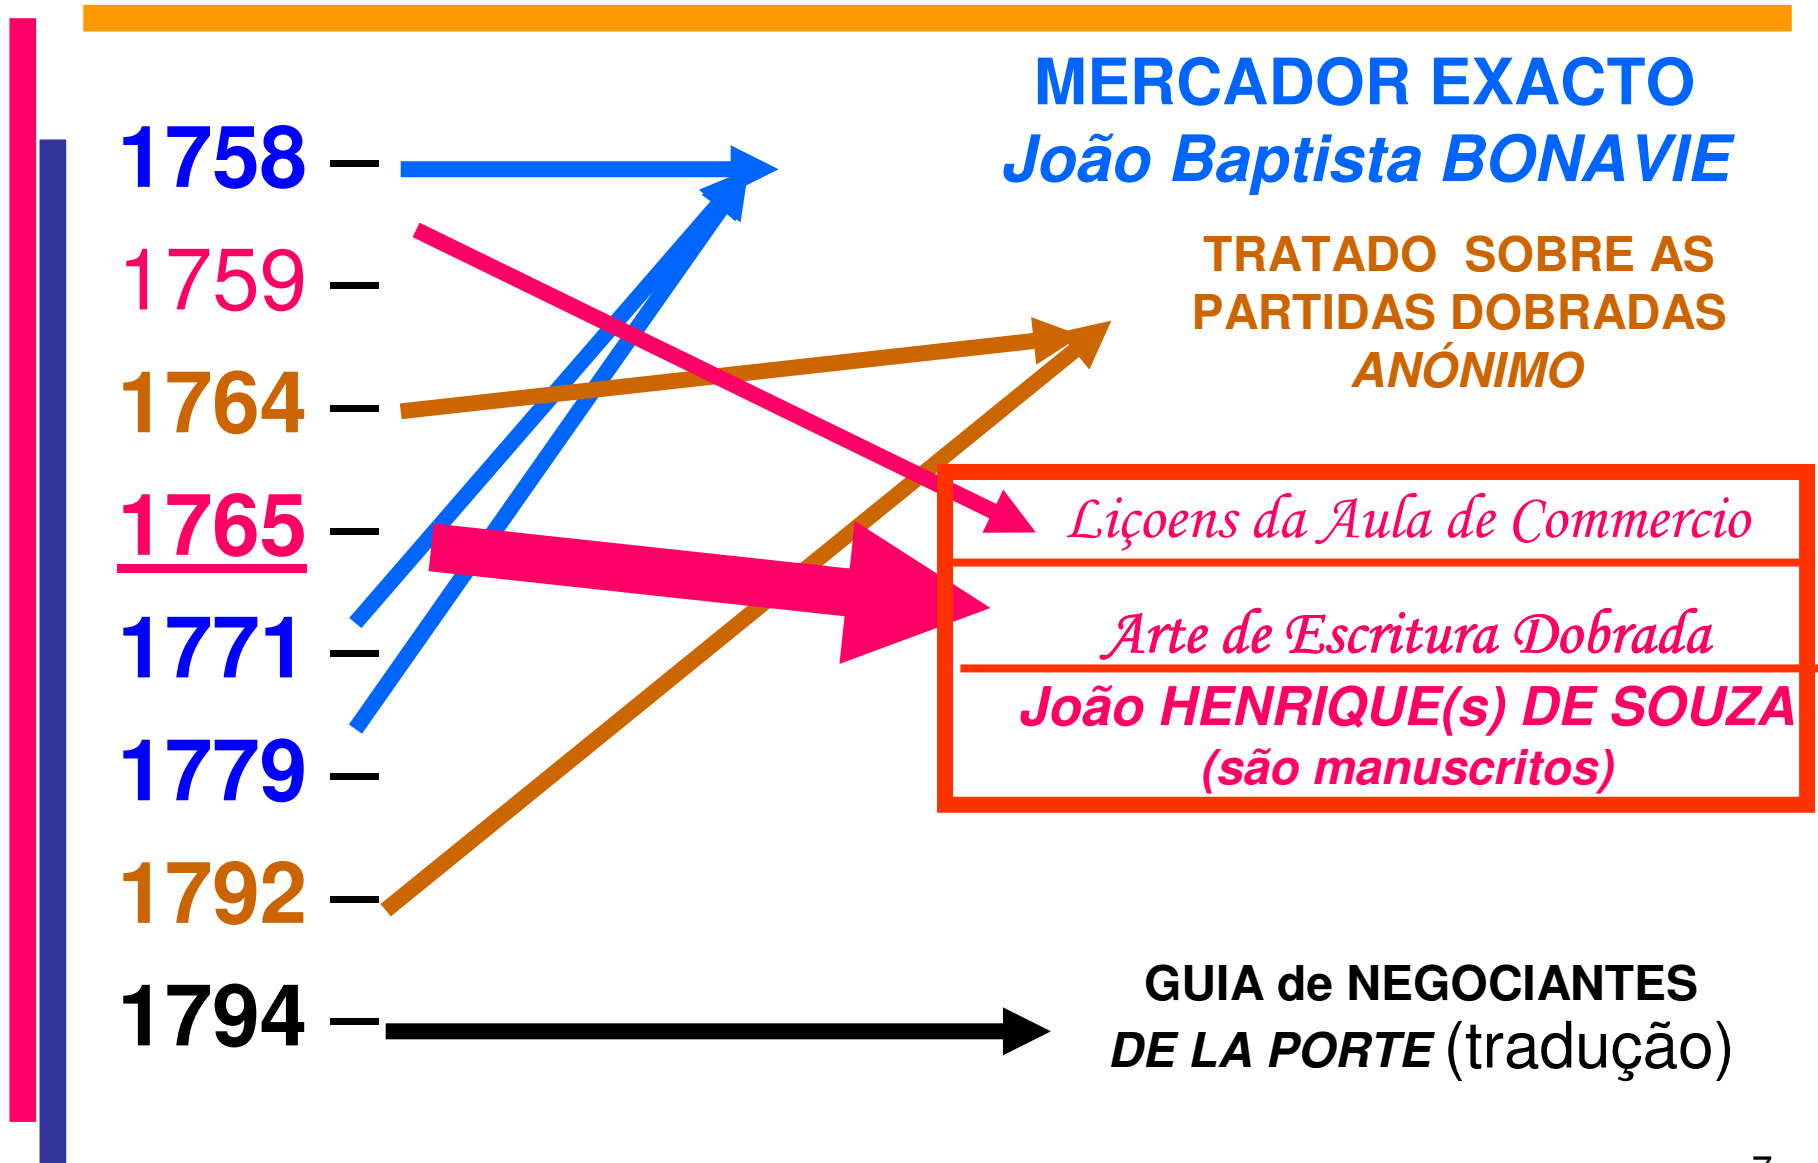 MERCADOR EXACTO
João Baptista BONAVIE
1758 –
1759 –
1764 –
1765 –
1771 –
1779 –
1792 –
1794 –
TRATADO SOBRE AS
PARTIDAS DOBRADAS
ANÓNIMO
Liçoens da Aula de Commercio
Arte de Escritura Dobrada
João HENRIQUE(s) DE SOUZA
(são manuscritos)
GUIA de NEGOCIANTES
DE LA PORTE (tradução)